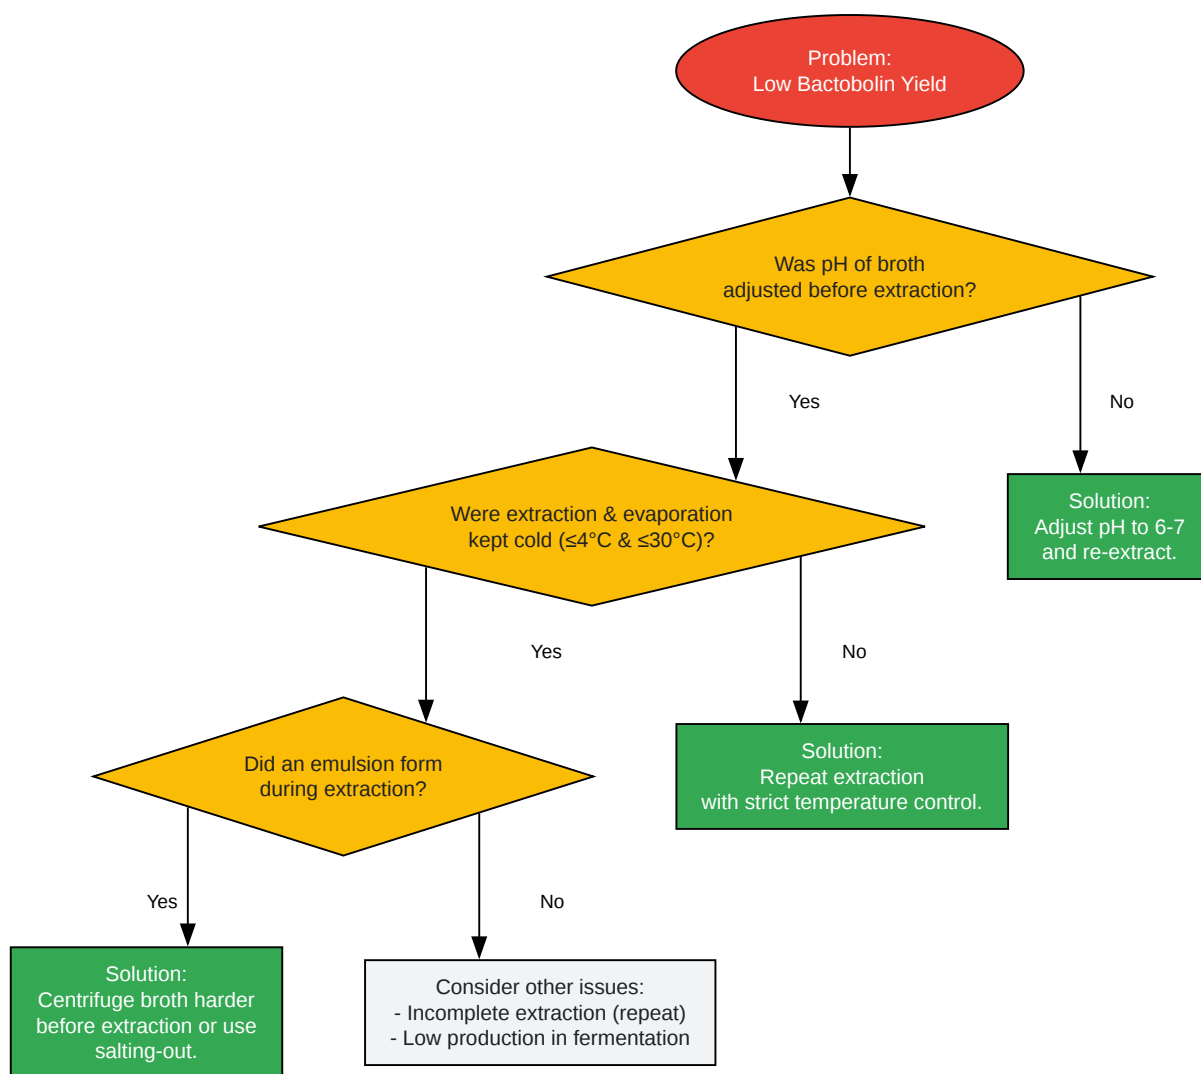 Problem:
Low Bactobolin Yield
Was pH of broth
adjusted before extraction?
Yes
No
Were extraction & evaporation
kept cold (≤4°C & ≤30°C)?
Solution:
Adjust pH to 6-7
and re-extract.
Yes
No
Did an emulsion form
during extraction?
Solution:
Repeat extraction
with strict temperature control.
Yes
No
Solution:
Centrifuge broth harder
before extraction or use
salting-out.
Consider other issues:
- Incomplete extraction (repeat)
- Low production in fermentation